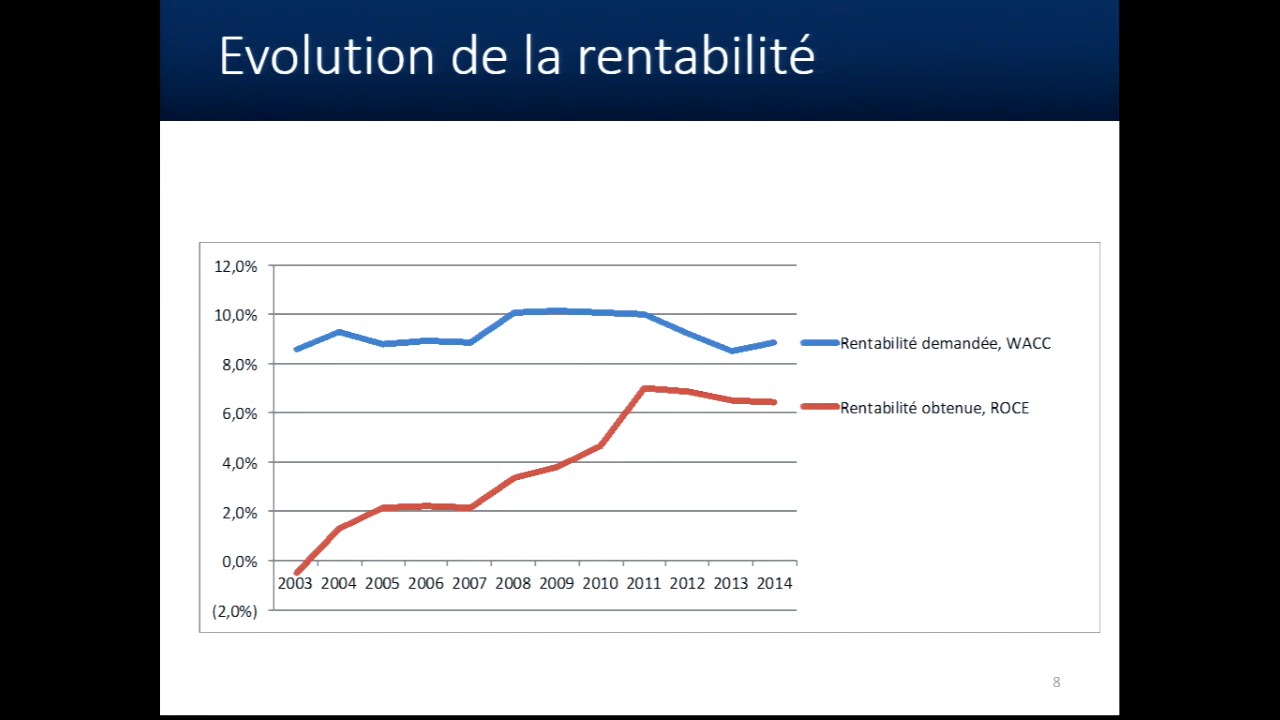 Evolution de la rentabilité
12,0%
10,0%
8,0%
6,0%
4,0%
2,0%
0,0%
(2,0%)
2003 2004 2005 2006 2007 2008 2009 2010 2011 2012 2013 2014
Rentabilité demandée, WACC
Rentabilité obtenue, ROCE
8